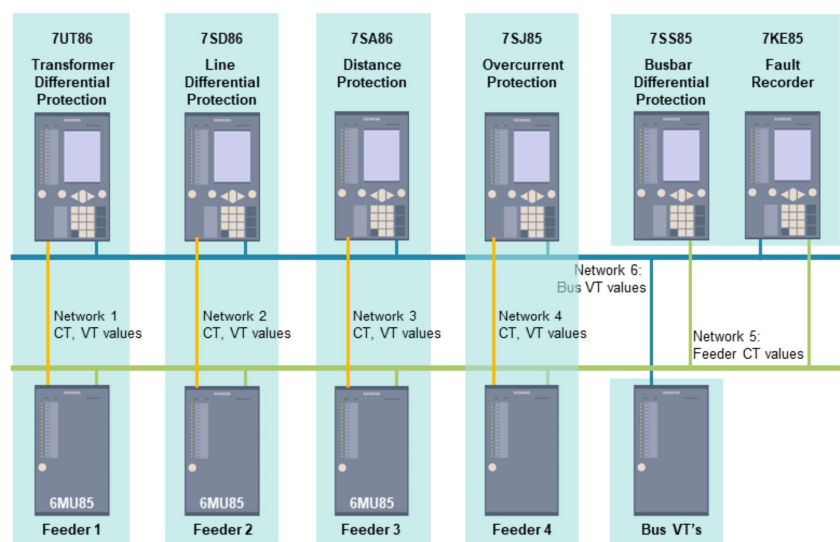 7UT86
Transformer
Differential
Protection
7SD86
Line
Differential
Protection
7SA86
Distance
Protection
7SJ85
Overcurrent
Protection
7SS85
Busbar
Differential
Protection
7KE85
Fault
Recorder
Network 6:
Bus VT values
Network 1
CT, VT values
Network 2
CT, VT values
Network 3
CT, VT values
Network 4
CT, VT values
Network 5:
Feeder CT values
6MU85
6MU85
6MU85
Feeder 1
Feeder 2
Feeder 3
Feeder 4
Bus VT's